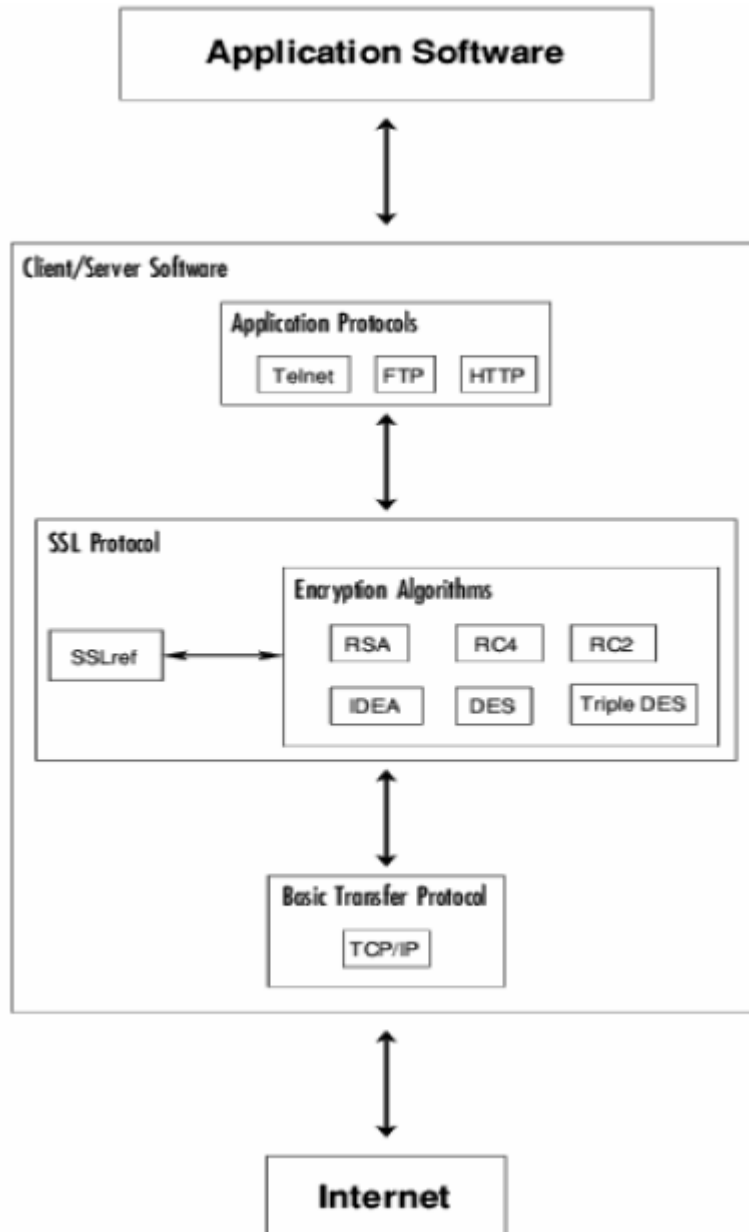 Application Software
Client/Server Software
Application Protocols
Telnet FTP HTTP
SSL Protocol
Encryption Algorithms
SSLref
RSA RC4 RC2
IDEA DES Triple DES
Basic Transfer Protocol
TCP/IP
Internet